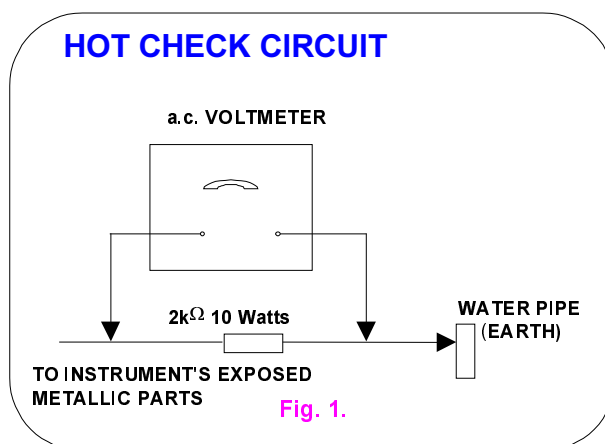 HOT CHECK CIRCUIT
a.c. VOLTMETER
2kΩ 10 Watts
WATER PIPE
(EARTH)
TO INSTRUMENT'S EXPOSED
METALLIC PARTS
Fig. 1.